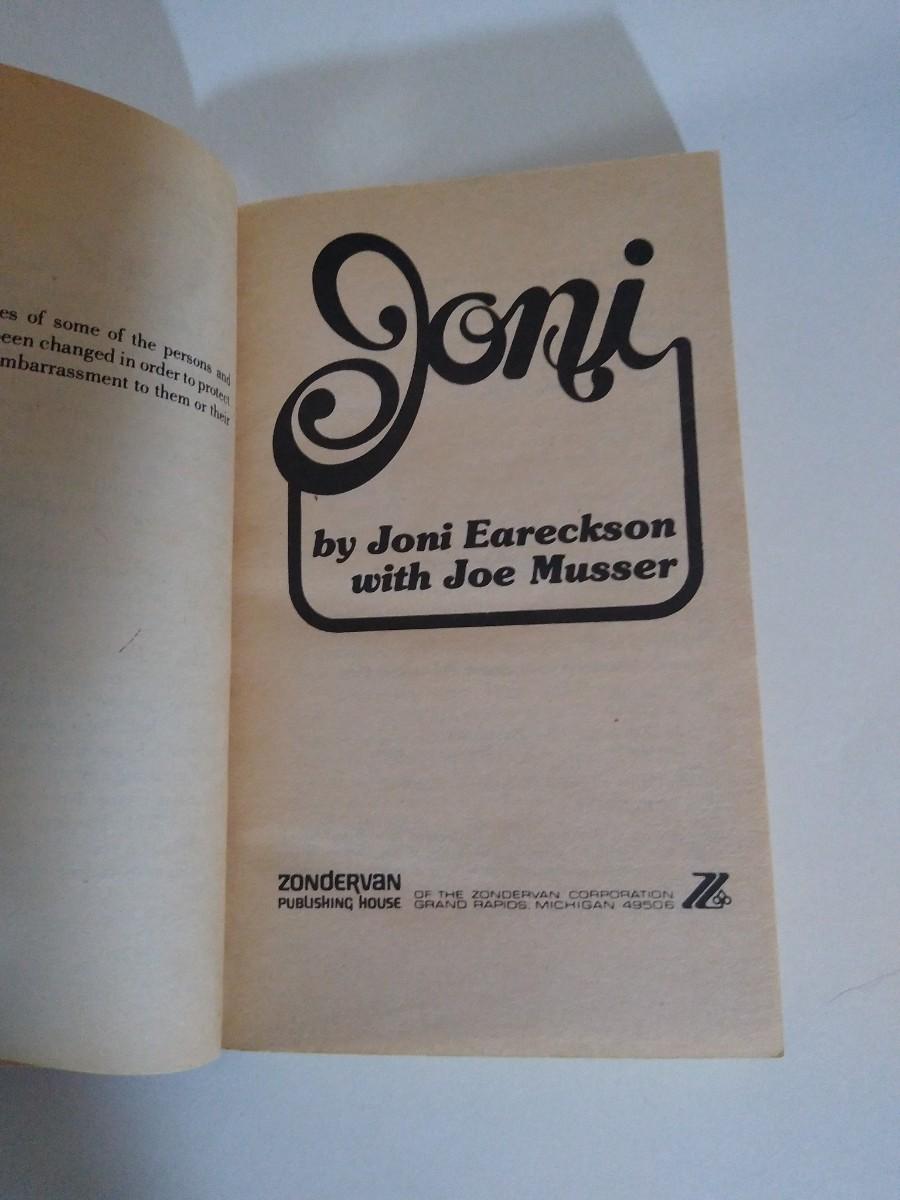 es of some of the persons and
een changed in order to protect
mbarrassment to them or their
Joni
by Joni Eareckson
with Joe Musser
ZONDERVAN
PUBLISHING HOUSE
OF THE ZONDERVAN CORPORATION
GRAND RAPIDS, MICHIGAN 49506
Z